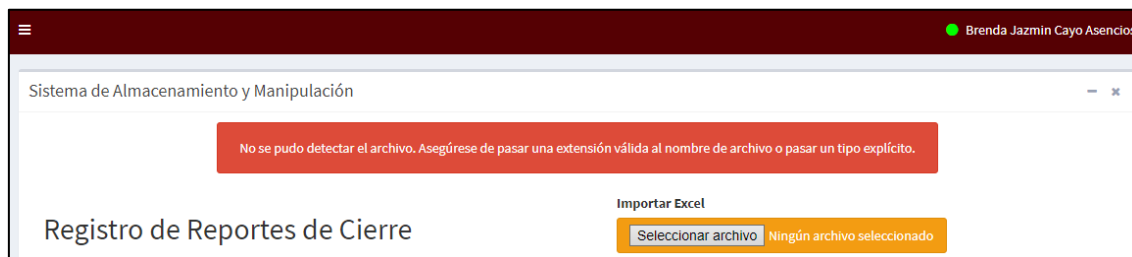 Brenda Jazmin Cayo Asencios
Sistema de Almacenamiento y Manipulación
No se pudo detectar el archivo. Asegúrese de pasar una extensión válida al nombre de archivo o pasar un tipo explícito.
Importar Excel
Registro de Reportes de Cierre
Seleccionar archivo Ningún archivo seleccionado